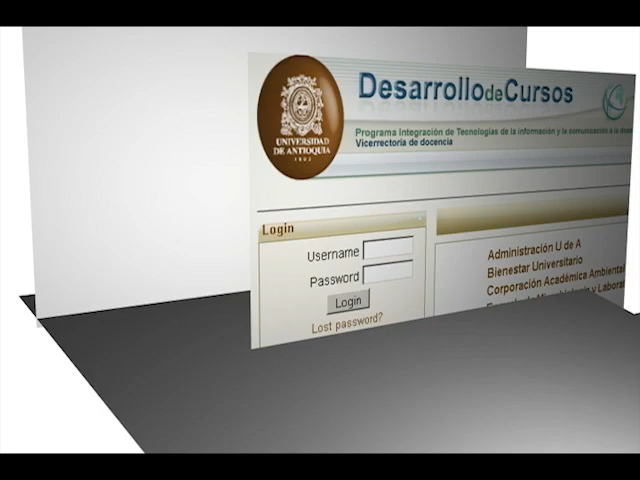 DesarrollodeCursos
UNIVERSIDAD
DE ANTIOQUIA
1803
Programa Integración de Tecnologías de la información y la comunicación a la
Vicerrectoría de docencia
Login
Username
Password
Login
Lost password?
Administración U de A
Bienestar Universitario
Corporación Académica Ambiental